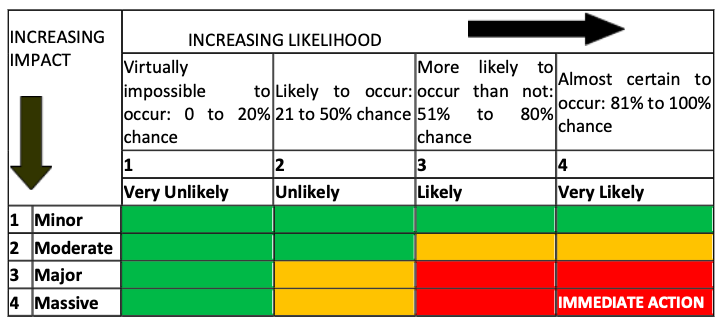 INCREASING IMPACT
INCREASING LIKELIHOOD
Virtually impossible to occur: 0 to 20% chance
Likely to occur: 21 to 50% chance
More likely to occur than not: 51% to 80% chance
Almost certain to occur: 81% to 100% chance
1 2 3 4
Very Unlikely Unlikely Likely Very Likely
1 Minor
2 Moderate
3 Major
4 Massive IMMEDIATE ACTION